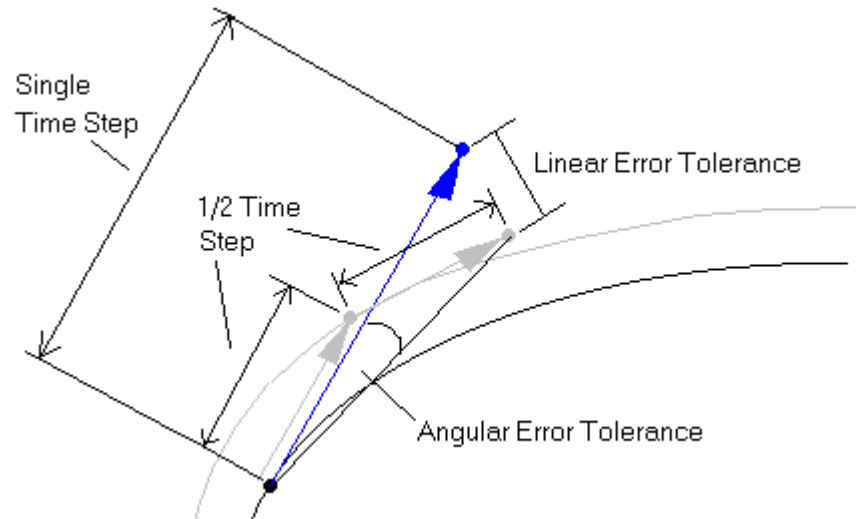 Single
Time Step
Linear Error Tolerance
1/2 Time
Step
Angular Error Tolerance